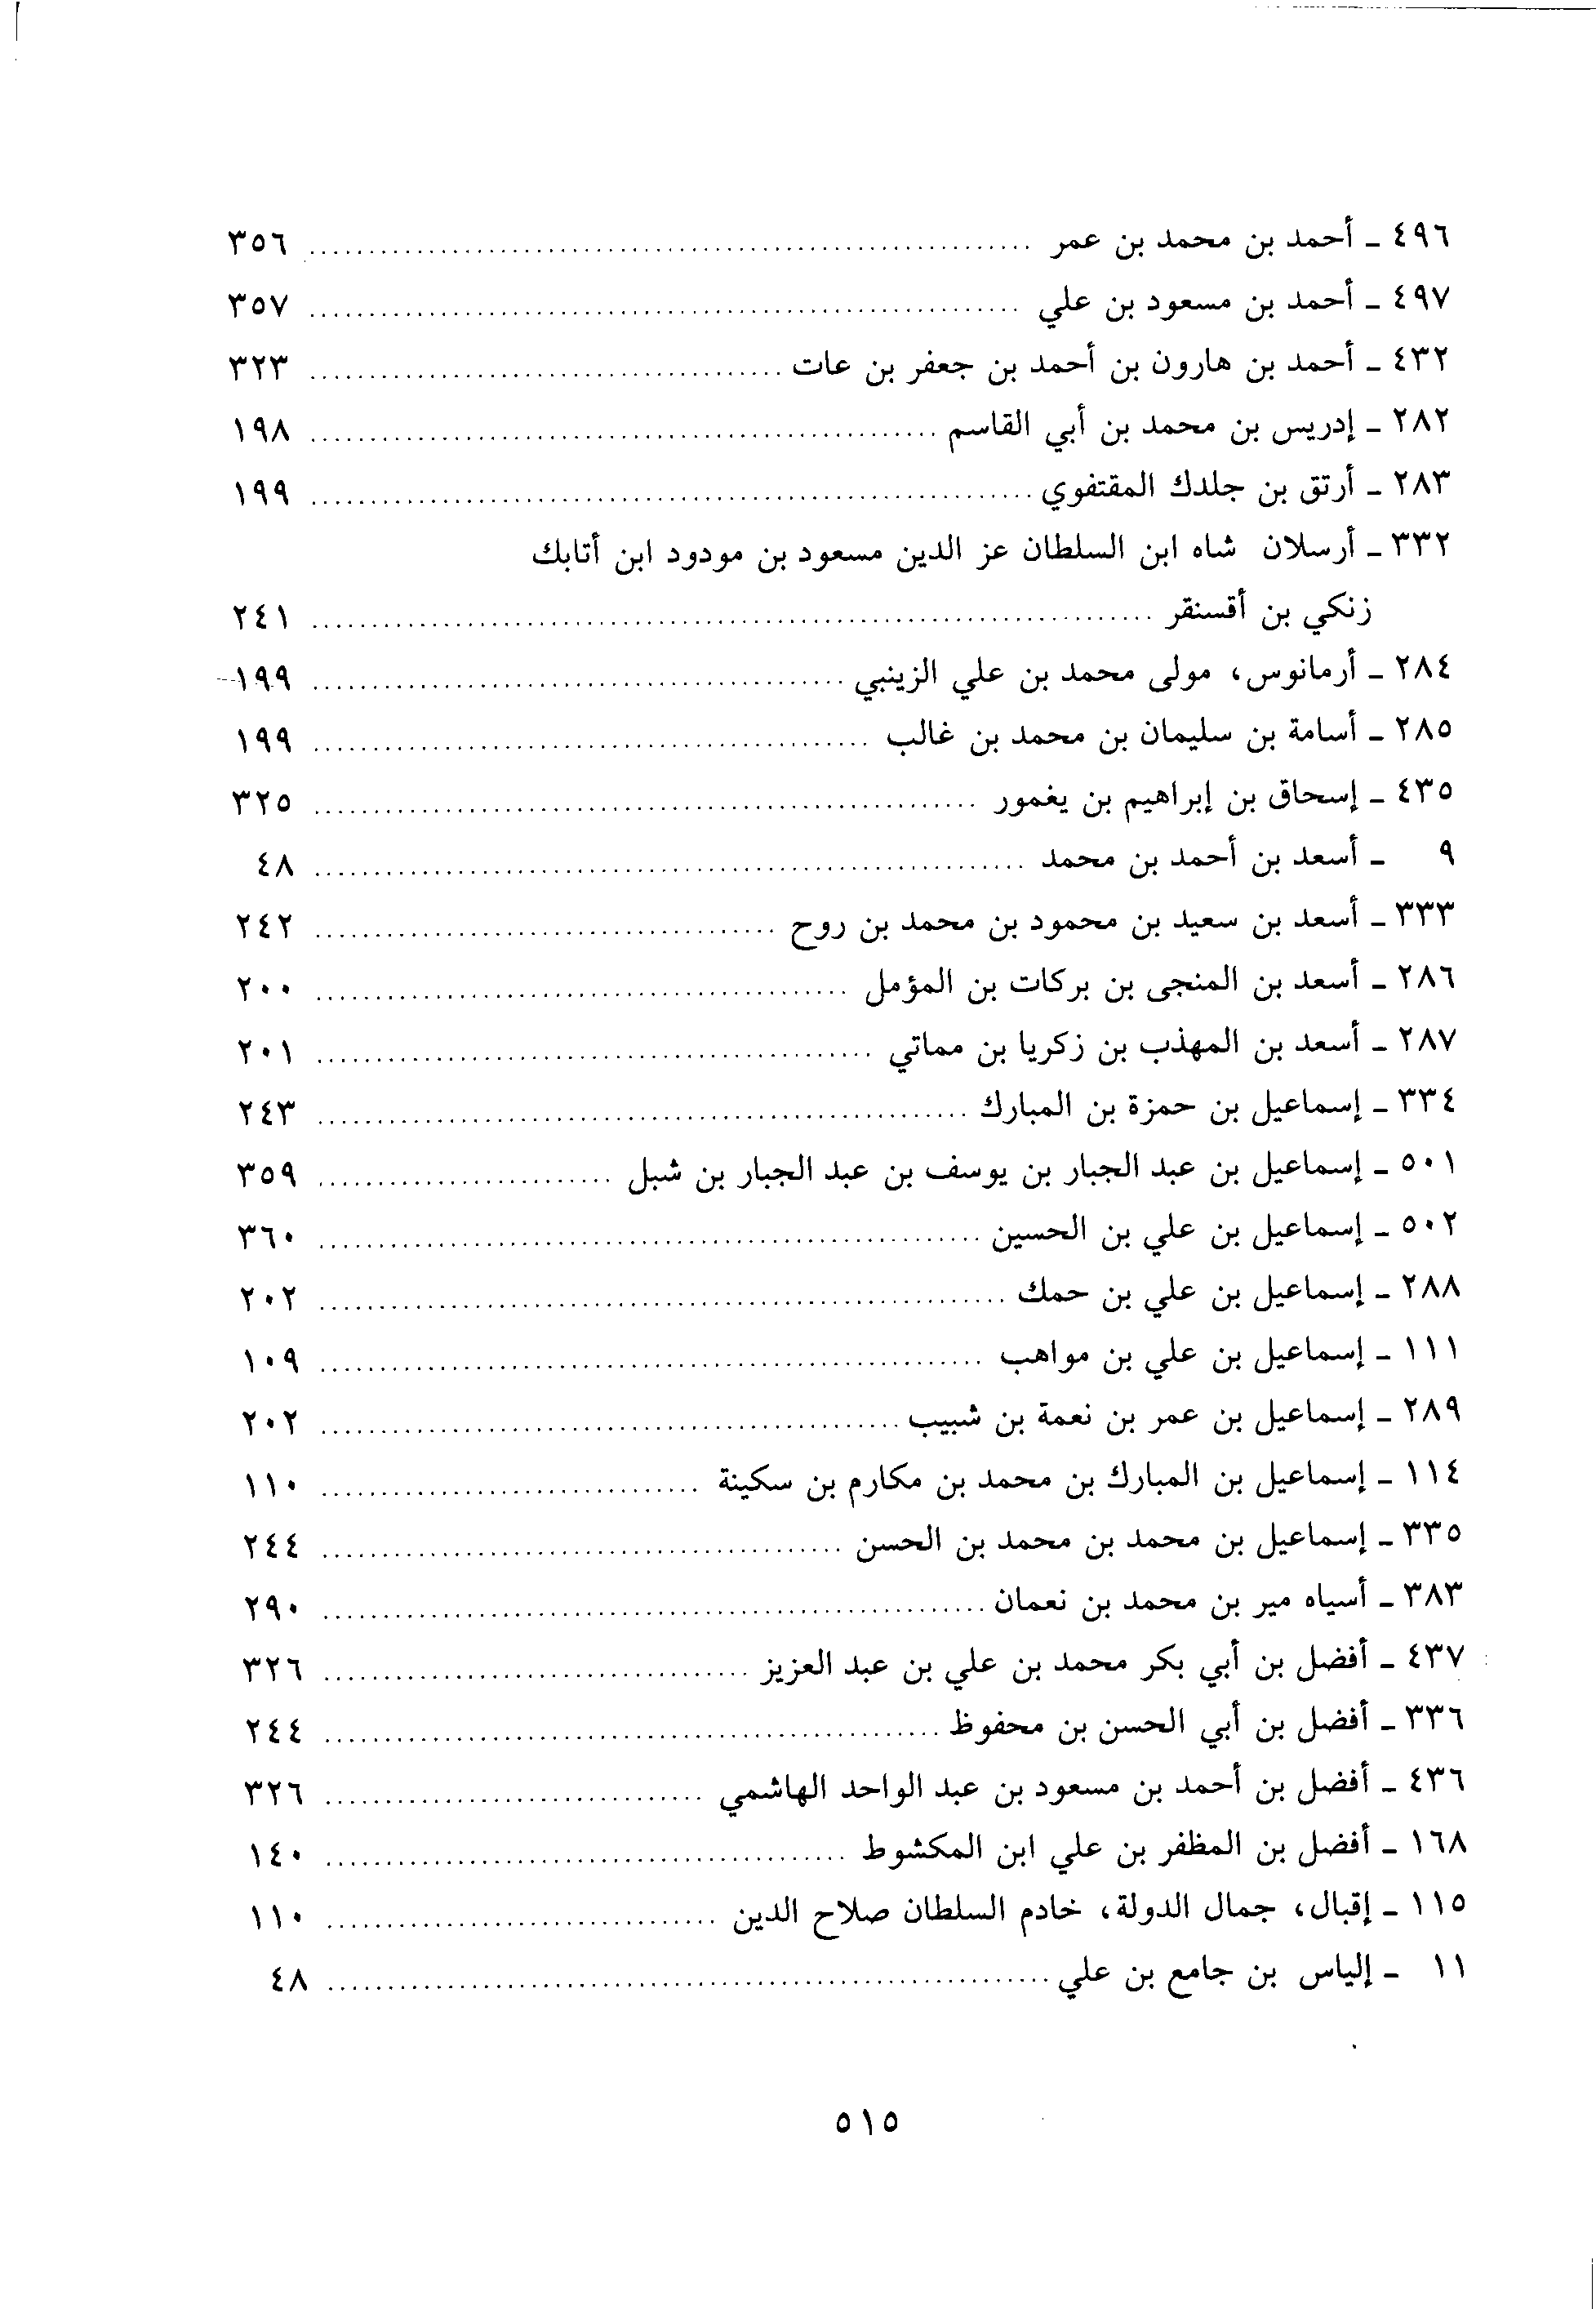 ٤٩٦ - أحمد بن محمد بن عمر ........................ ٣٥٦
٤٩٧ - أحمد بن مسعود بن علي ........................ ٣٥٧
٤٣٢ - أحمد بن هارون بن أحمد بن جعفر بن عات ........................ ٣٢٣
٢٨٢ - إدريس بن محمد بن أبي القاسم ........................ ١٩٨
٢٨٣ - أرتق بن جلدك المقتفوي ........................ ١٩٩
٣٣٢ - أرسلان شاه ابن السلطان عز الدين مسعود بن مودود ابن أتابك
زنكي بن أقسنقر ........................ ٢٤١
٢٨٤ - أرمانوس، مولى محمد بن علي الزينبي ........................ ١٩٩
٢٨٥ - أسامة بن سليمان بن محمد بن غالب ........................ ١٩٩
٤٣٥ - إسحاق بن إبراهيم بن يغمور ........................ ٣٢٥
٩ - أسعد بن أحمد بن محمد ........................ ٤٨
٣٣٣ - أسعد بن سعيد بن محمود بن محمد بن روح ........................ ٢٤٢
٢٨٦ - أسعد بن المنجى بن بركات بن المؤمل ........................ ٢٠٠
٢٨٧ - أسعد بن المهذب بن زكريا بن مماتي ........................ ٢٠١
٣٣٤ - إسماعيل بن حمزة بن المبارك ........................ ٢٤٣
٥٠١ - إسماعيل بن عبد الجبار بن يوسف بن عبد الجبار بن شبل ........................ ٣٥٩
٥٠٢ - إسماعيل بن علي بن الحسين ........................ ٣٦٠
٢٨٨ - إسماعيل بن علي بن حمك ........................ ٢٠٢
١١١ - إسماعيل بن علي بن مواهب ........................ ١٠٩
٢٨٩ - إسماعيل بن عمر بن نعمة بن شبيب ........................ ٢٠٢
١١٤ - إسماعيل بن المبارك بن محمد بن مكارم بن سكينة ........................ ١١٠
٣٣٥ - إسماعيل بن محمد بن محمد بن الحسن ........................ ٢٤٤
٣٨٣ - أسياه مير بن محمد بن نعمان ........................ ٢٩٠
٤٣٧ - أفضل بن أبي بكر محمد بن علي بن عبد العزيز ........................ ٣٢٦
٣٣٦ - أفضل بن أبي الحسن بن محفوظ ........................ ٢٤٤
٤٣٦ - أفضل بن أحمد بن مسعود بن عبد الواحد الهاشمي ........................ ٣٢٦
١٦٨ - أفضل بن المظفر بن علي ابن المكشوط ........................ ١٤٠
١١٥ - إقبال، جمال الدولة، خادم السلطان صلاح الدين ........................ ١١٠
١١ - إلياس بن جامع بن علي ........................ ٤٨
٥١٥